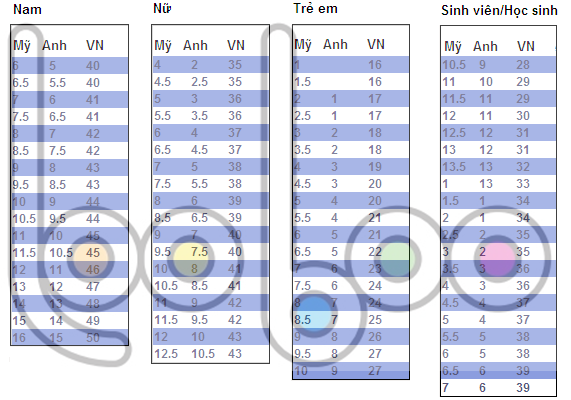 Nam
Mỹ Anh VN
6 5 40
6.5 5.5 40
7 6 41
7.5 6.5 41
8 7 42
8.5 7.5 42
9 8 43
9.5 8.5 43
10 9 44
10.5 9.5 44
11 10 45
11.5 10.5 45
12 11 46
13 12 47
14 13 48
15 14 49
16 15 50
Nữ
Mỹ Anh VN
4 2 35
4.5 2.5 35
5 3 36
5.5 3.5 36
6 4 37
6.5 4.5 37
7 5 38
7.5 5.5 38
8 6 39
8.5 6.5 39
9 7 40
9.5 7.5 40
10 8 41
10.5 8.5 41
11 9 42
11.5 9.5 42
12 10 43
12.5 10.5 43
Trẻ em
Mỹ Anh VN
1 16
1.5 16
2 1 17
2.5 1 17
3 2 18
3.5 2 18
4 3 19
4.5 3 20
5 4 20
5.5 4 21
6 5 21
6.5 5 22
7 6 23
7.5 6 24
8 7 24
8.5 7 25
9 8 26
9.5 8 27
10 9 27
Sinh viên/Học sinh
Mỹ Anh VN
10.5 9 28
11 10 29
11.5 11 29
12 11 30
12.5 12 31
13 12 31
13.5 13 32
1 13 33
1.5 1 34
2 1 34
2.5 2 35
3 2 35
3.5 3 36
4 3 36
4.5 4 37
5 4 37
5.5 5 38
6 5 38
6.5 6 39
7 6 39